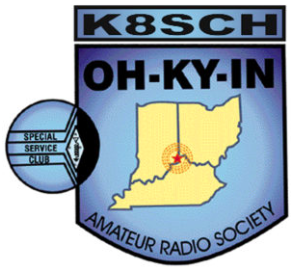 K8SCH
OH-KY-IN
SPECIAL
SERVICE
CLUB
AMATEUR RADIO SOCIETY